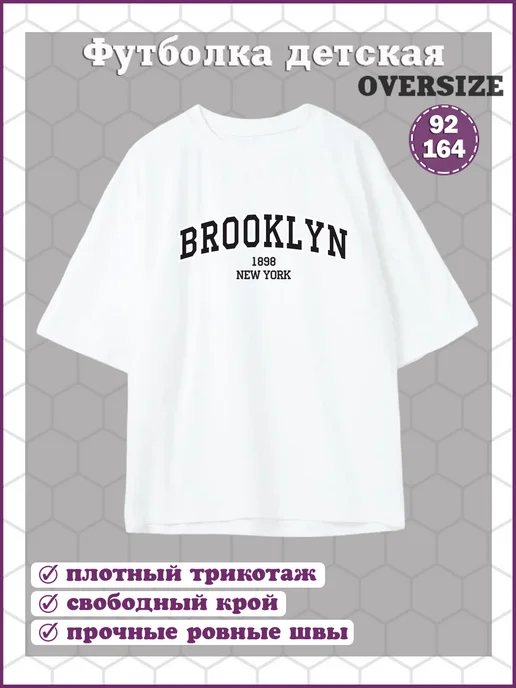 Футболка детская
OVERSIZE
92
164
BROOKLYN
1898
NEW YORK
плотный трикотаж
свободный крой
прочные ровные швы